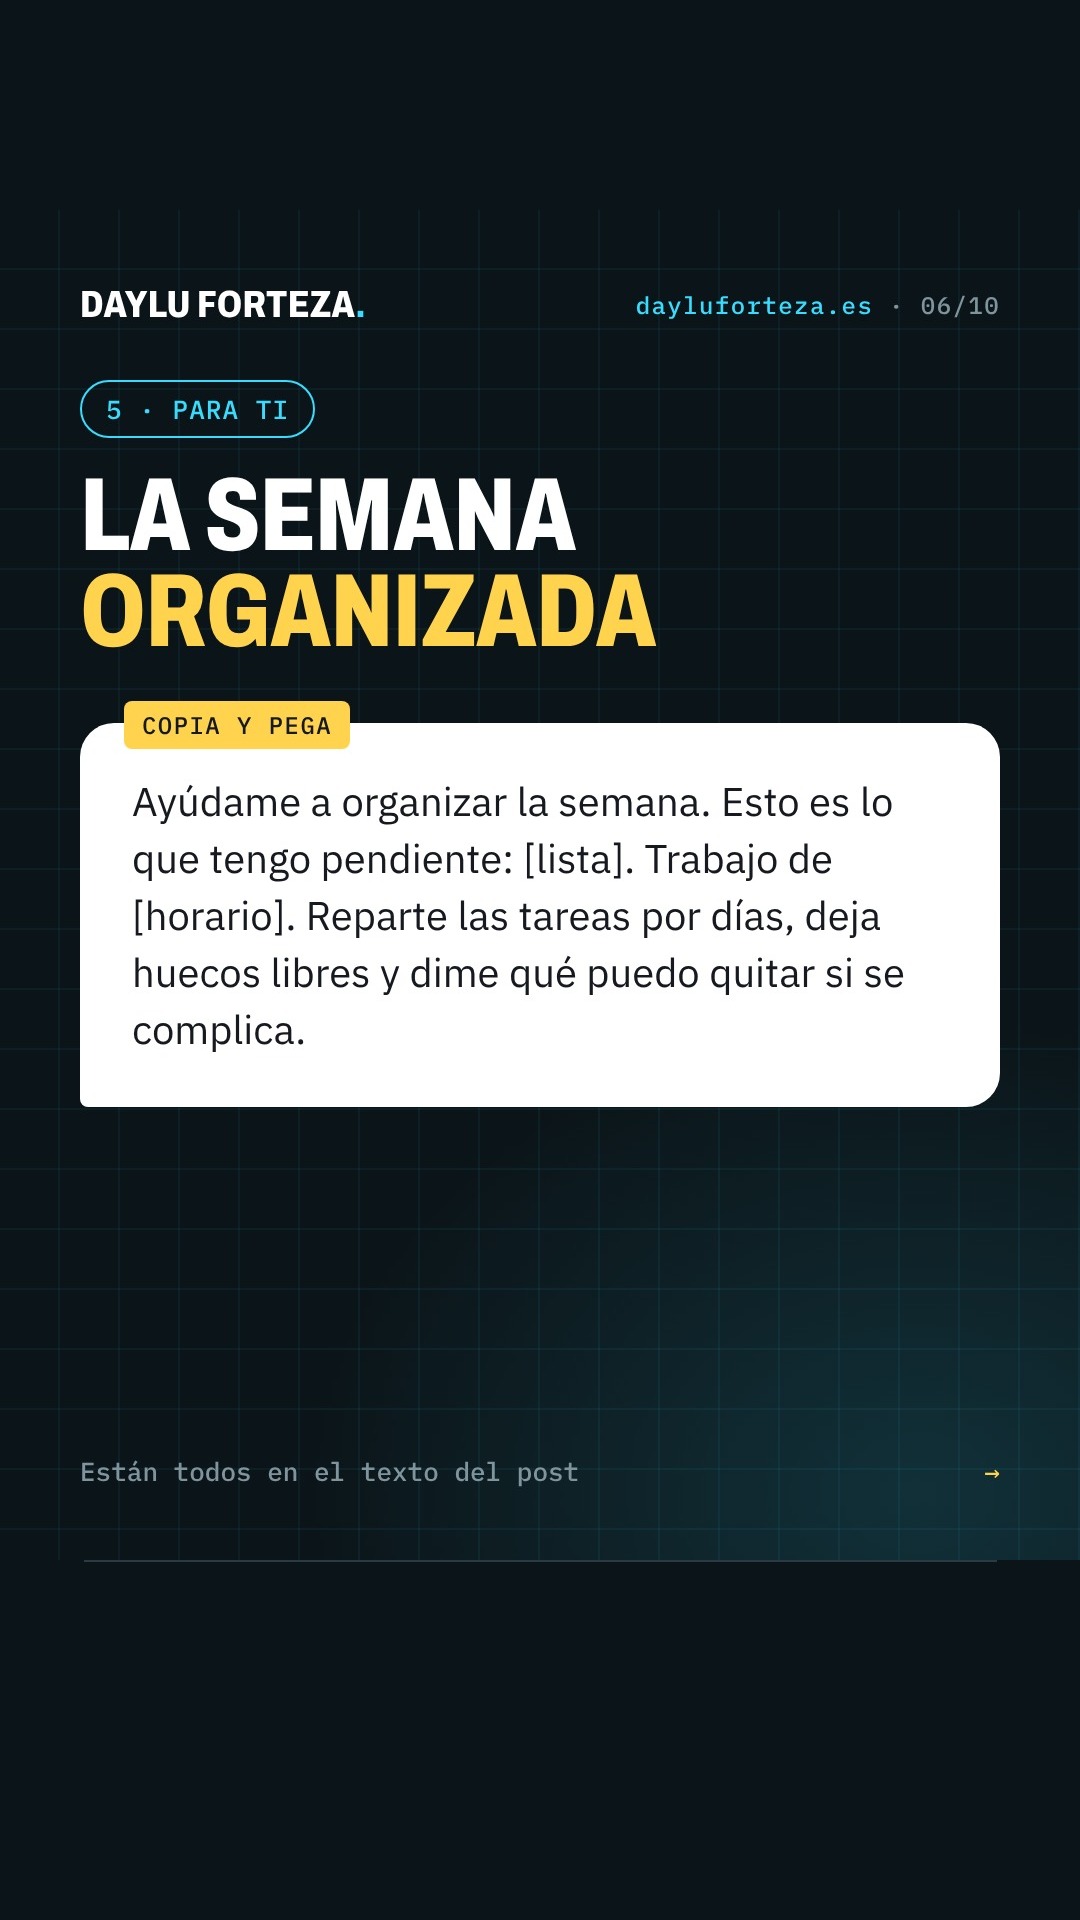 DAYLU FORTEZA.
dayluforteza.es · 06/10
5 · PARA TI
LA SEMANA
ORGANIZADA
COPIA Y PEGA
Ayúdame a organizar la semana. Esto es lo
que tengo pendiente: [lista]. Trabajo de
[horario]. Reparte las tareas por días, deja
huecos libres y dime qué puedo quitar si se
complica.
Están todos en el texto del post →